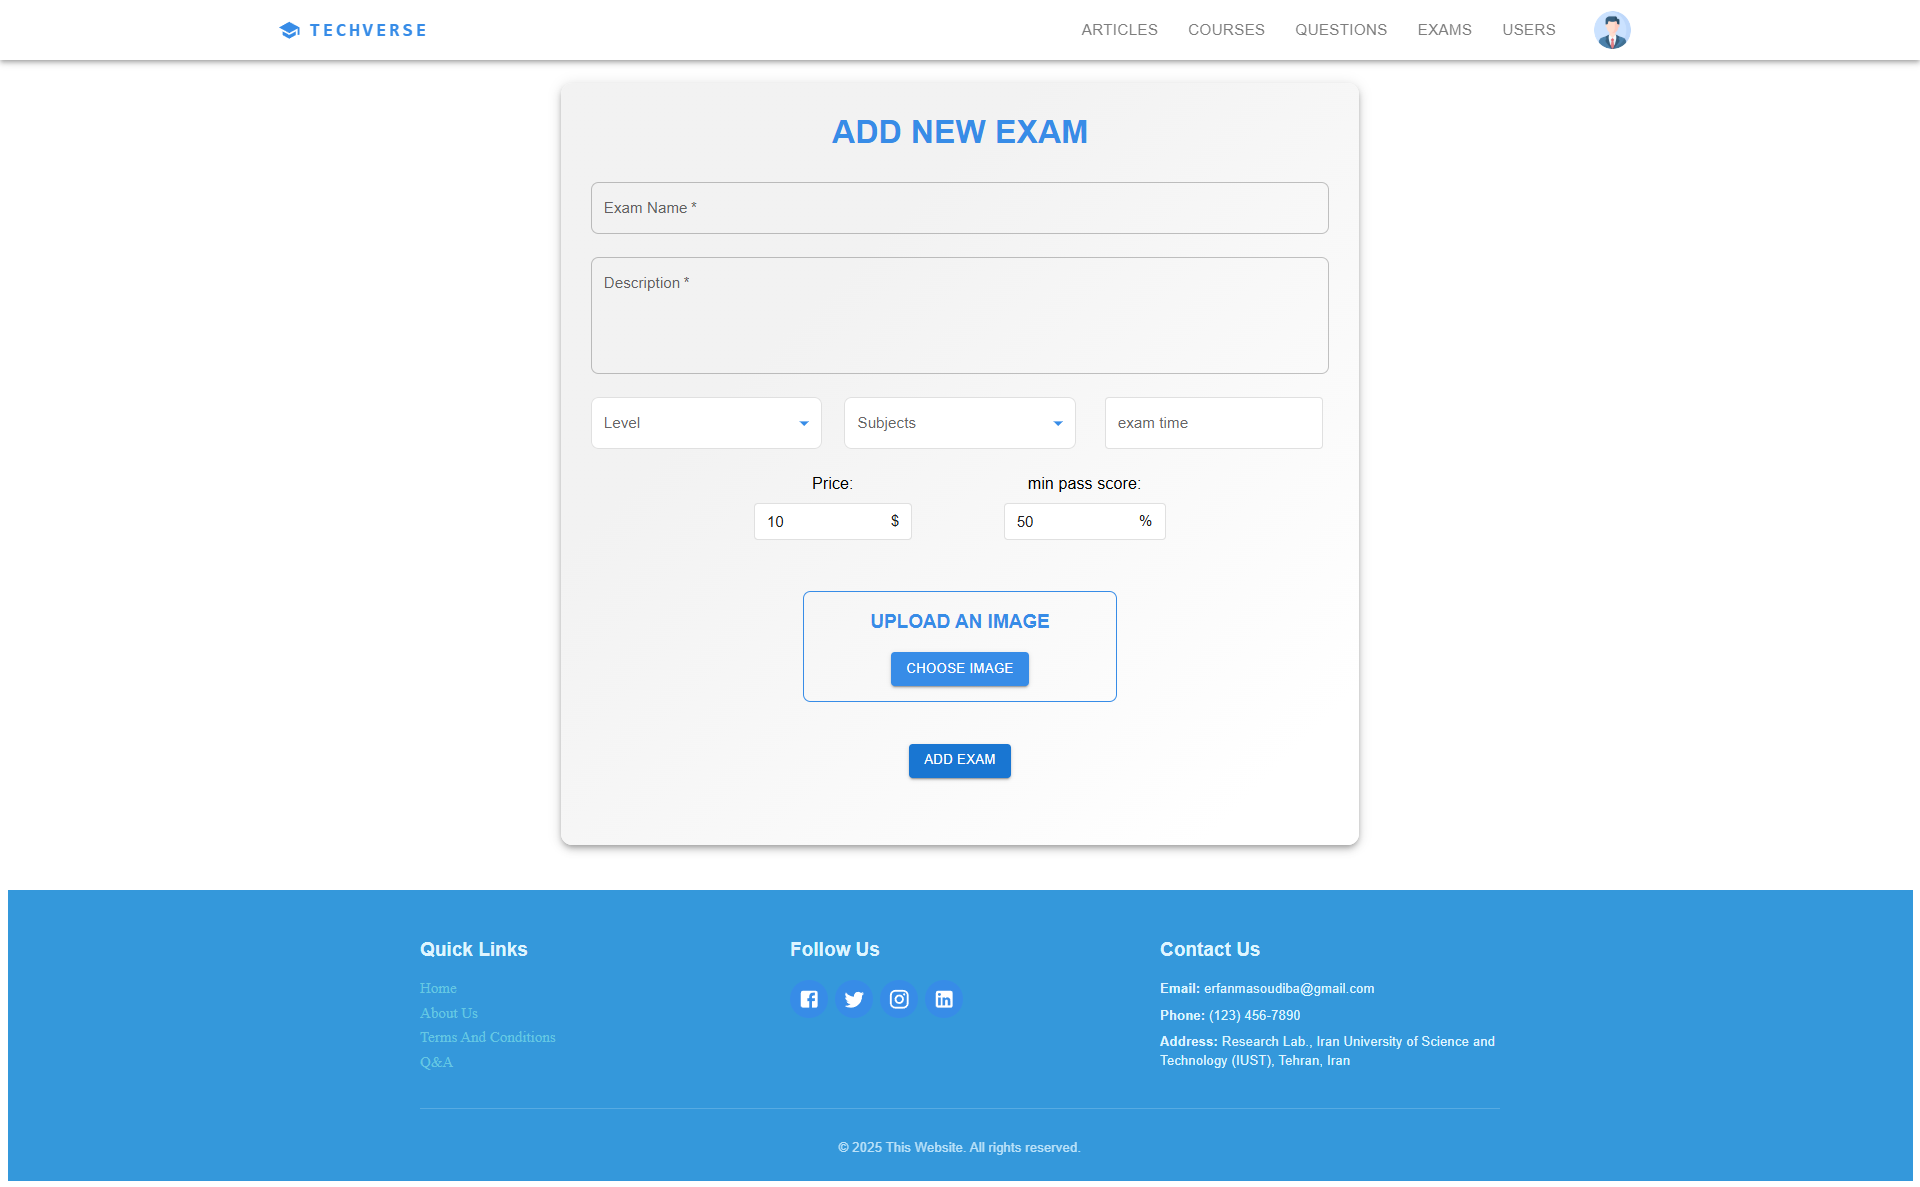 TECHVERSE
ARTICLES COURSES QUESTIONS EXAMS USERS
ADD NEW EXAM
Exam Name *
Description *
Level Subjects exam time
Price: min pass score:
10 $ 50 %
UPLOAD AN IMAGE
CHOOSE IMAGE
ADD EXAM
Quick Links
Home
About Us
Terms And Conditions
Q&A
Follow Us
Contact Us
Email: erfanmasoudiba@gmail.com
Phone: (123) 456-7890
Address: Research Lab., Iran University of Science and
Technology (IUST), Tehran, Iran
© 2025 This Website. All rights reserved.